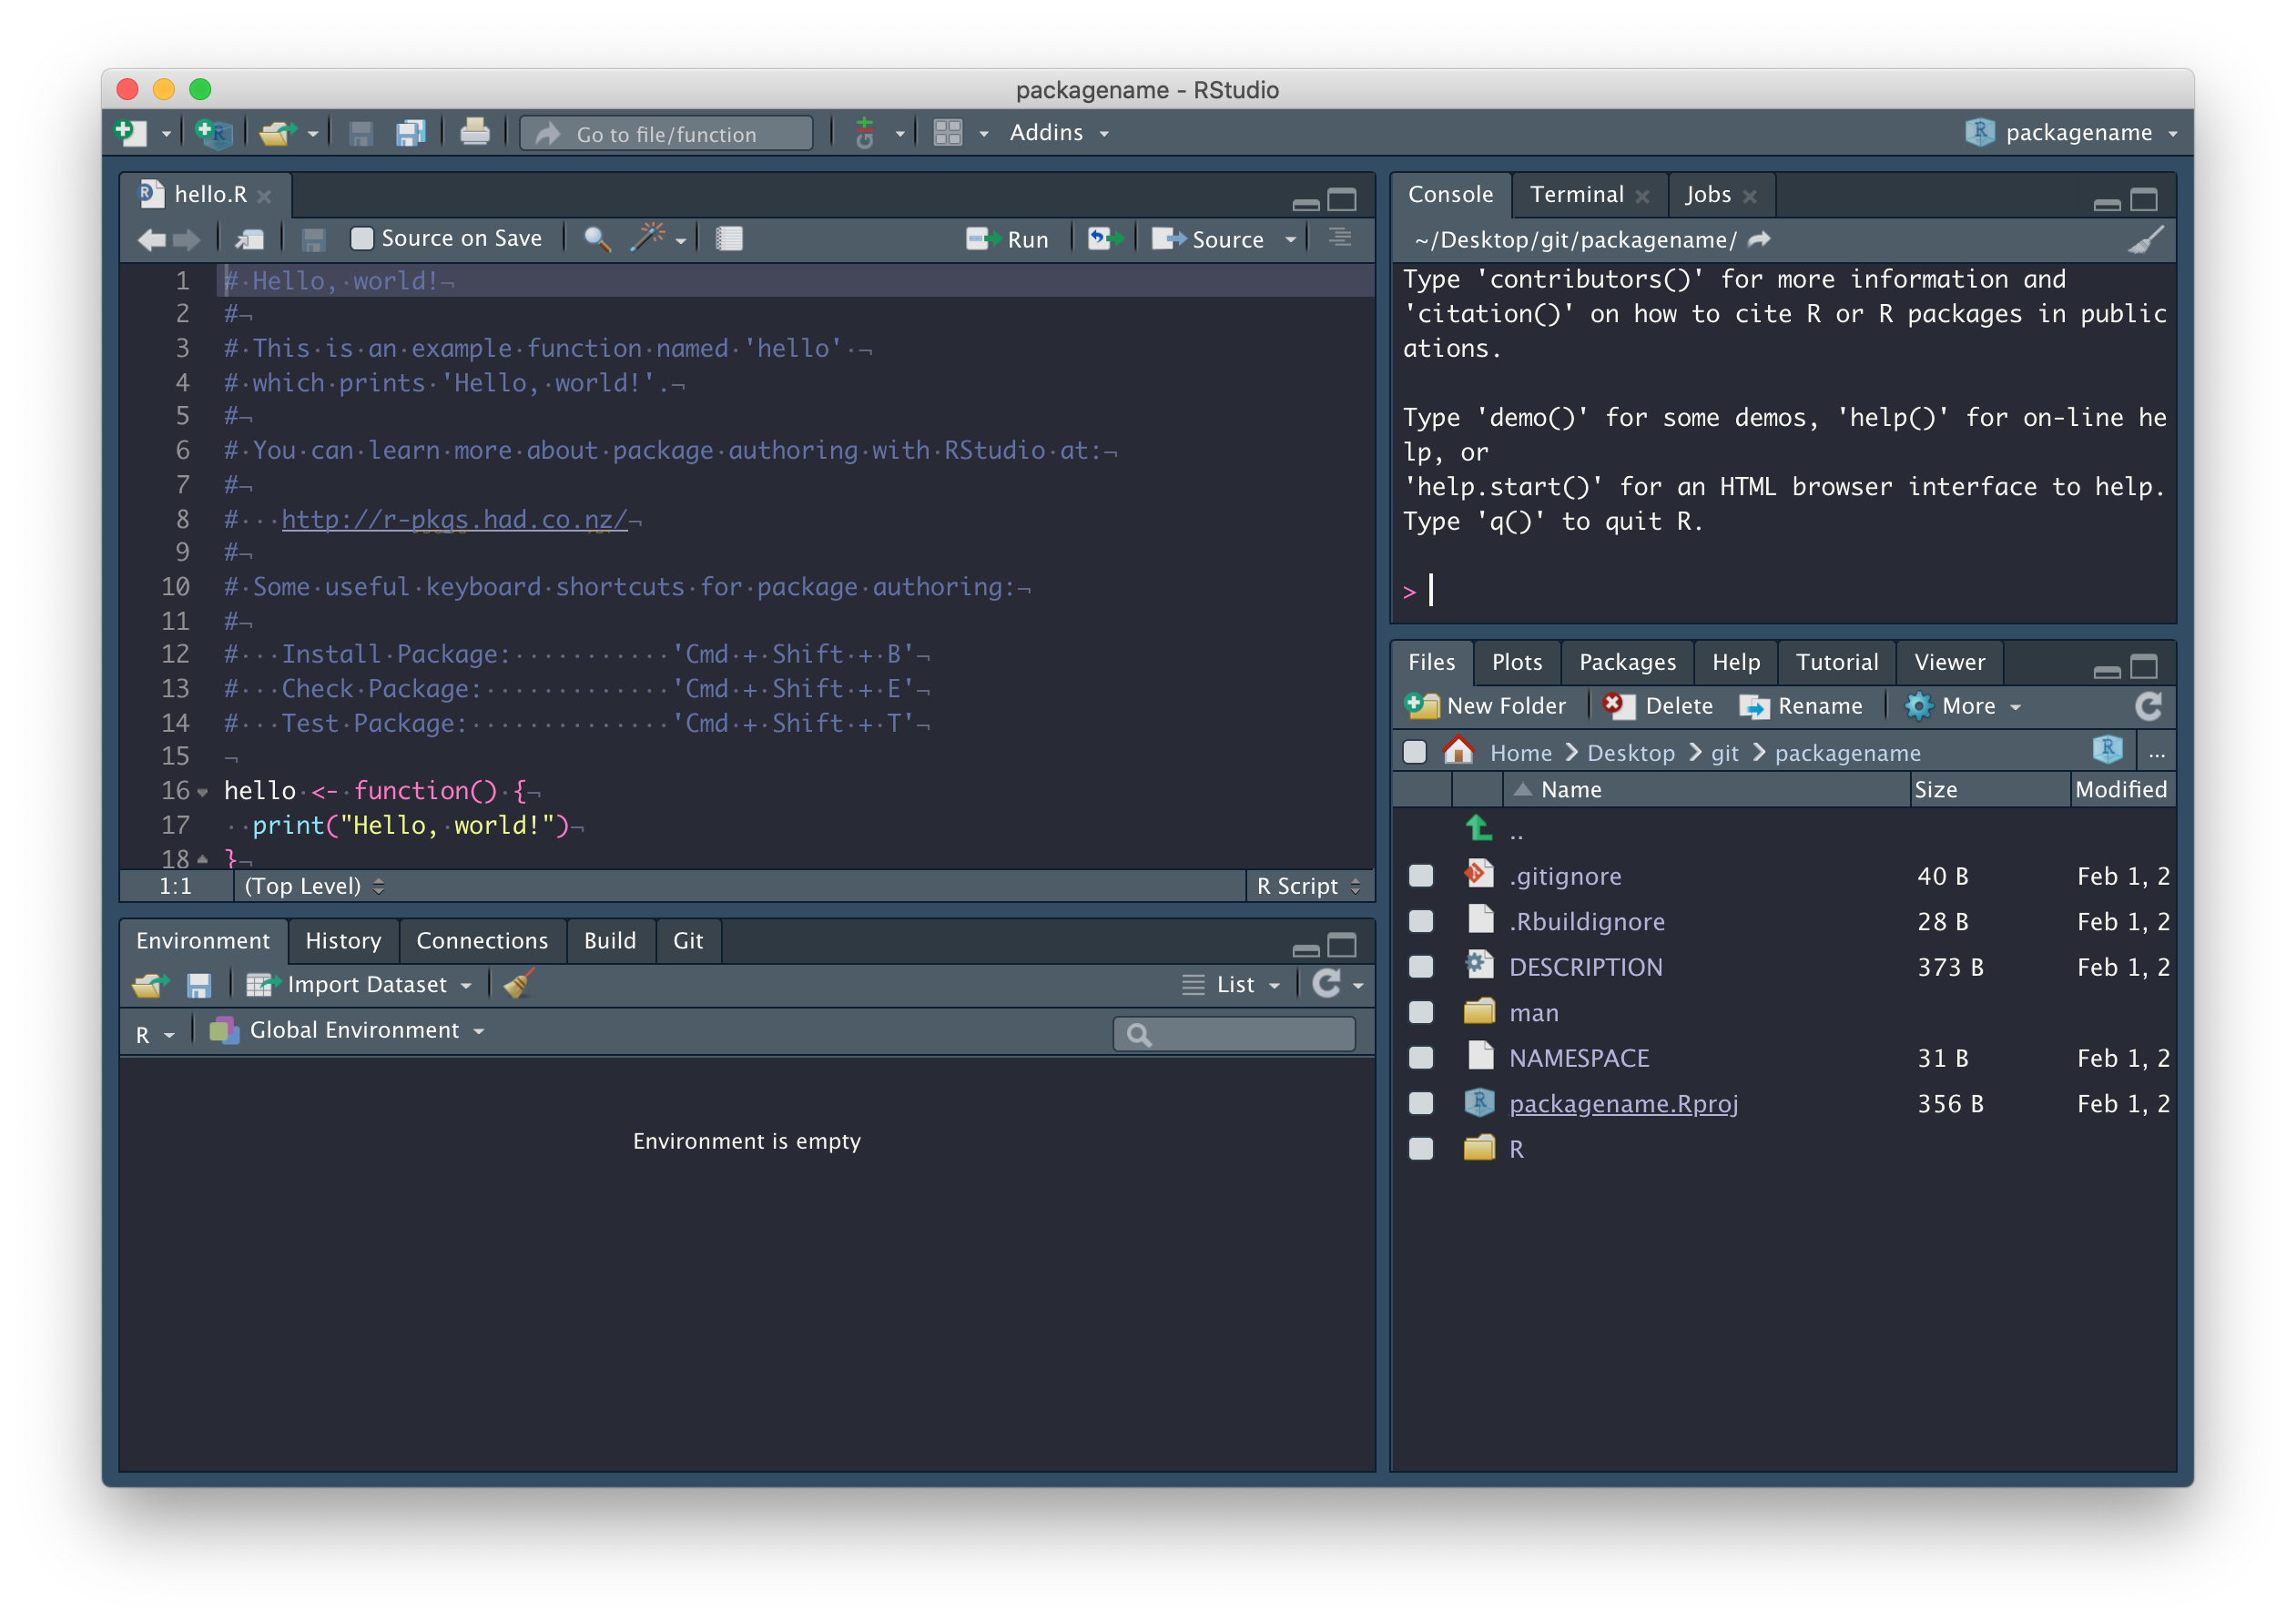 packagename - RStudio
Go to file/function
Addins
packagename
hello.R
Source on Save
Run
Source
1 # Hello, world!
2 #
3 # This is an example function named 'hello'
4 # which prints 'Hello, world!'.
5 #
6 # You can learn more about package authoring with RStudio at:
7 #
8 #   http://r-pkgs.had.co.nz/
9 #
10 # Some useful keyboard shortcuts for package authoring:
11 #
12 #   Install Package:           'Cmd + Shift + B'
13 #   Check Package:             'Cmd + Shift + E'
14 #   Test Package:              'Cmd + Shift + T'
15
16 hello <- function() {
17   print("Hello, world!")
18 }
1:1 (Top Level) R Script
Environment History Connections Build Git
Import Dataset List
R Global Environment
Environment is empty
Console Terminal Jobs
~/Desktop/git/packagename/
Type 'contributors()' for more information and
'citation()' on how to cite R or R packages in public
ations.
Type 'demo()' for some demos, 'help()' for on-line he
lp, or
'help.start()' for an HTML browser interface to help.
Type 'q()' to quit R.
>
Files Plots Packages Help Tutorial Viewer
New Folder Delete Rename More
Home Desktop git packagename R ...
Name Size Modified
..
.gitignore 40 B Feb 1, 2
.Rbuildignore 28 B Feb 1, 2
DESCRIPTION 373 B Feb 1, 2
man
NAMESPACE 31 B Feb 1, 2
packagename.Rproj 356 B Feb 1, 2
R